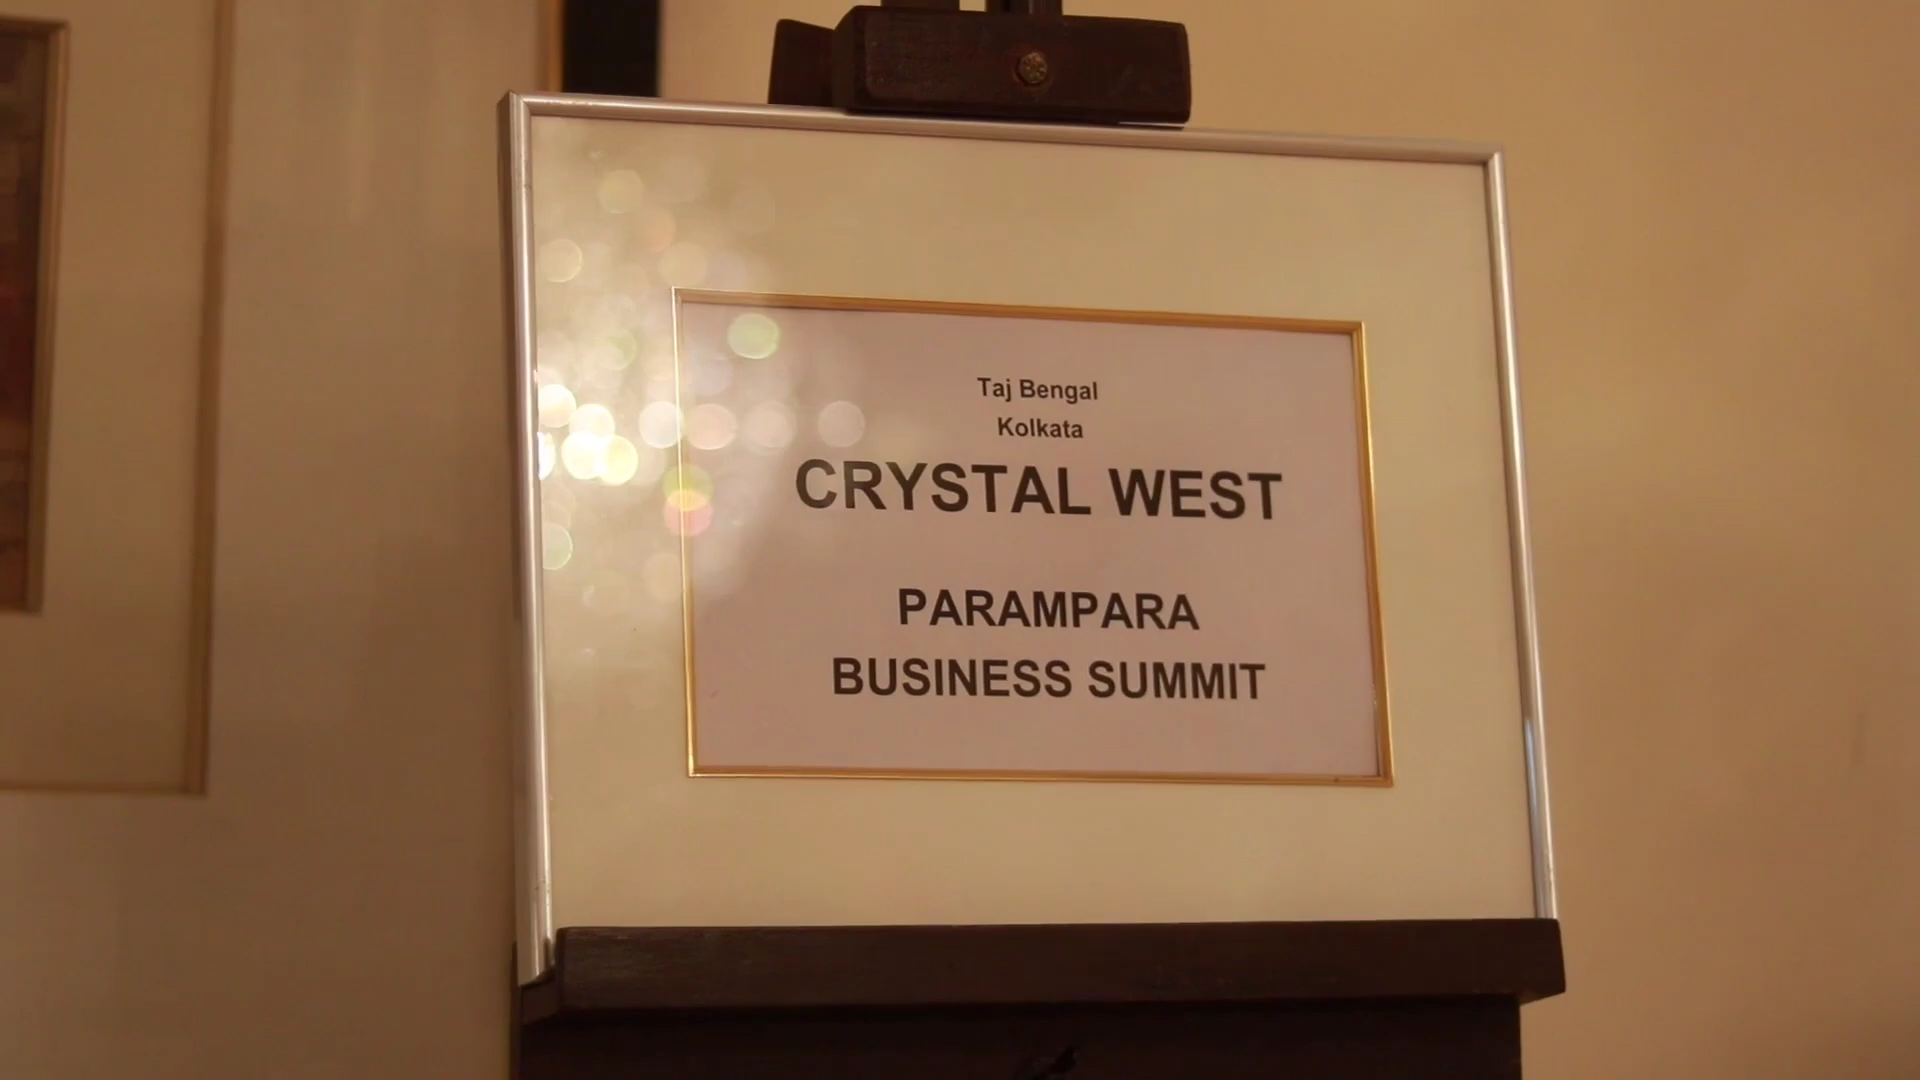 Taj Bengal
Kolkata
CRYSTAL WEST
PARAMPARA
BUSINESS SUMMIT